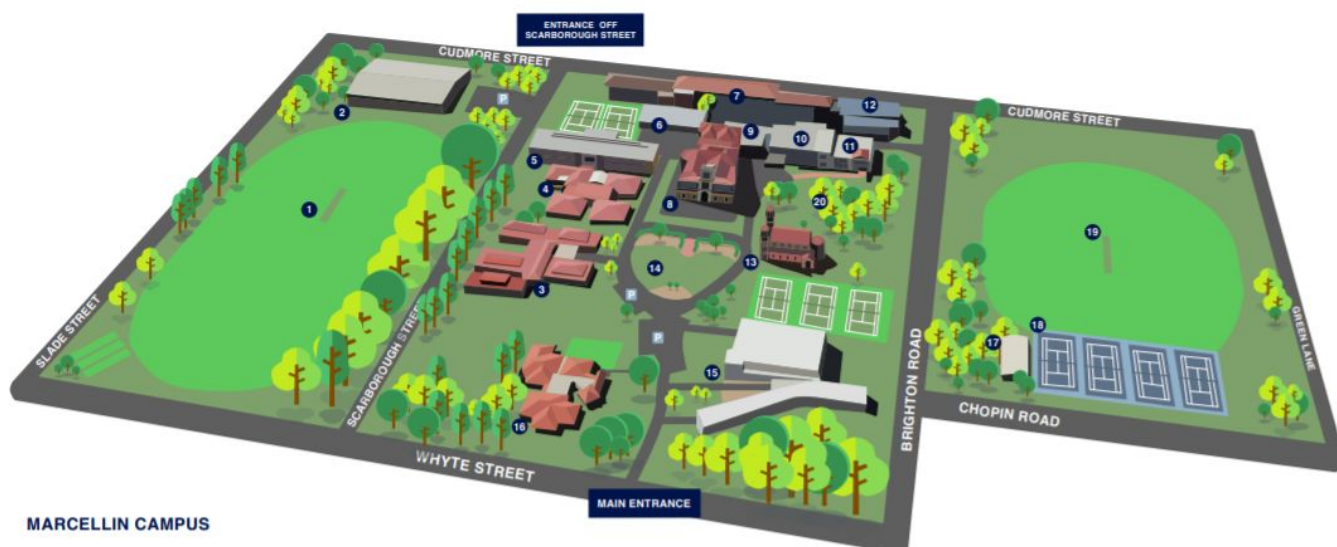 ENTRANCE OFF
SCARBOROUGH STREET
CUDMORE STREET
CUDMORE STREET
7
12
P
2
6
9
10
11
5
4
20
8
1
19
13
14
3
P
SLADE STREET
SCARBOROUGH STREET
BRIGHTON ROAD
GREEN LANE
18
17
P
15
CHOPIN ROAD
16
WHYTE STREET
MAIN ENTRANCE
MARCELLIN CAMPUS